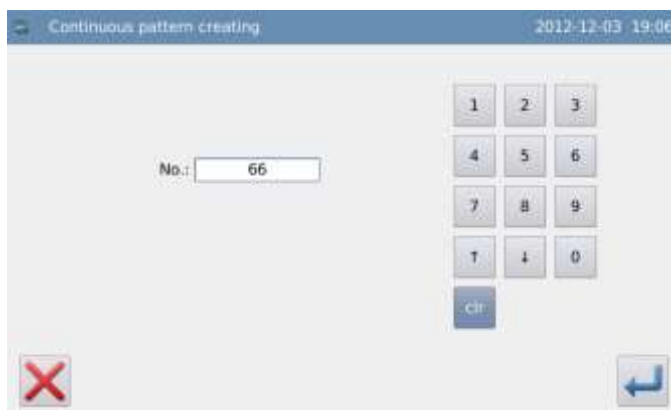 Continuous pattern creating 2012-12-03 19:06
1 2 3
No.: 66
4 5 6
7 8 9
↑ ↓ 0
clr